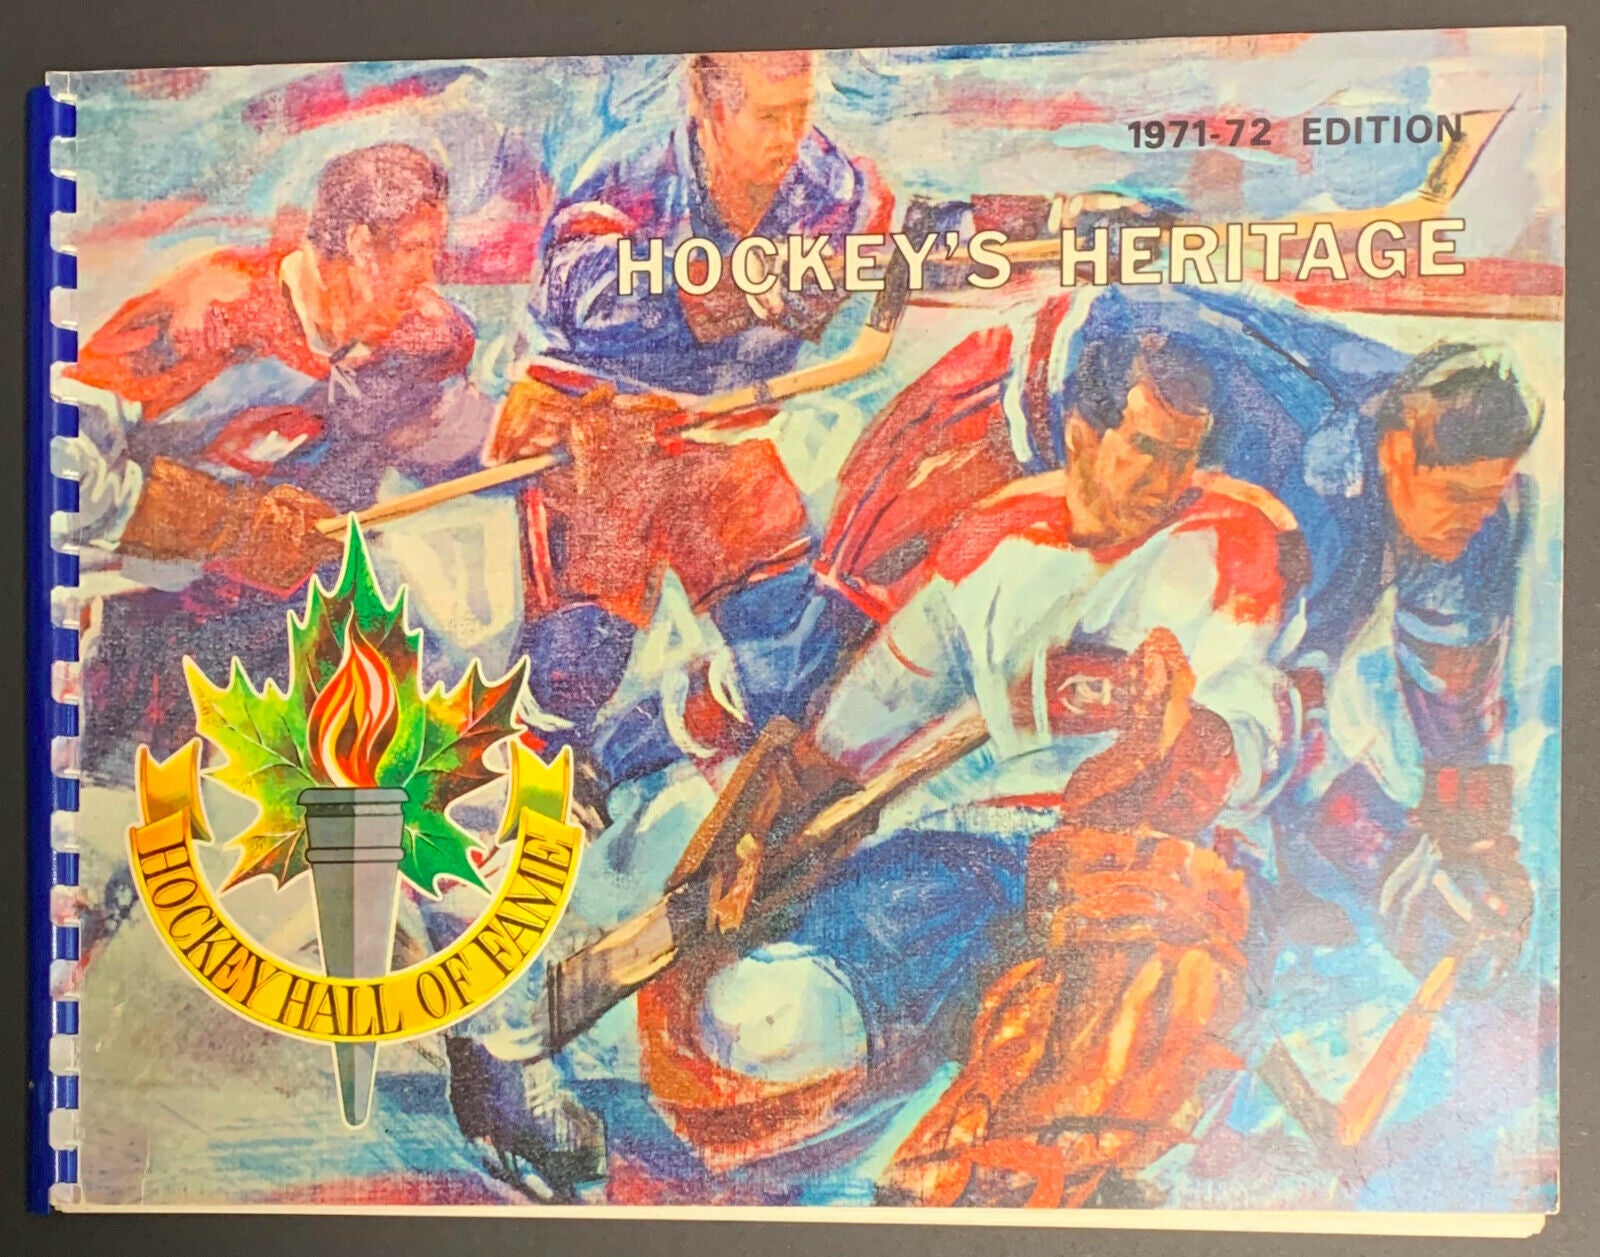 1971-72 EDITION
HOCKEY'S HERITAGE
HOCKEY HALL OF FAME